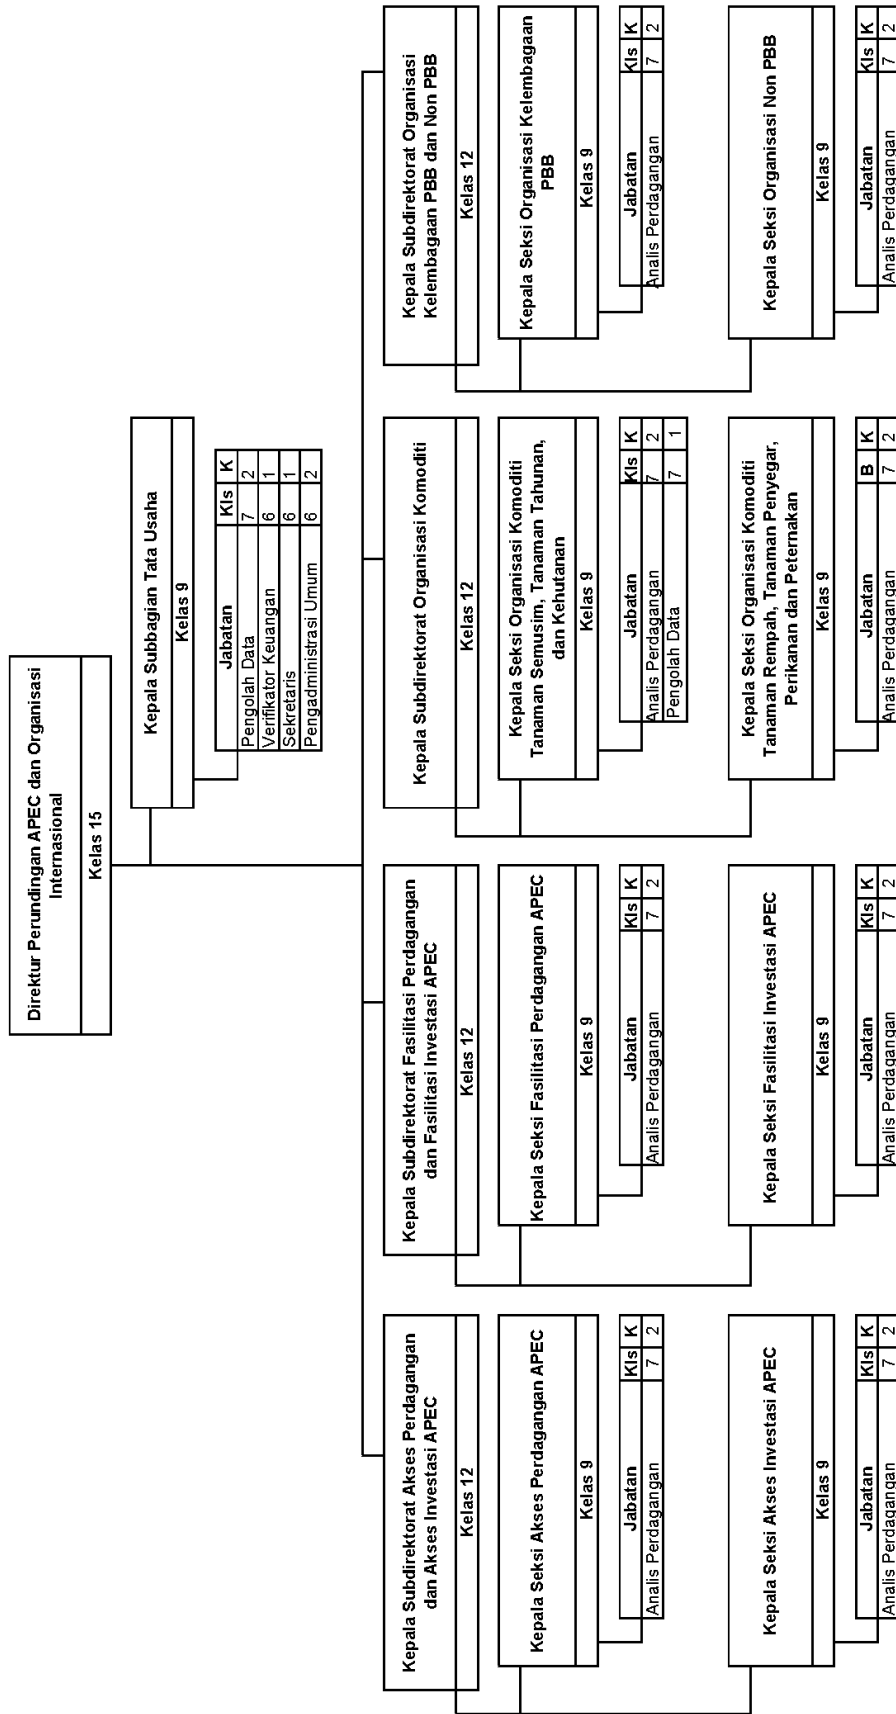 Direktur Perundingan APEC dan Organisasi
Internasional
Kelas 15
Kepala Subbagian Tata Usaha
Kelas 9
Jabatan Kls K
Pengolah Data 7 2
Verifikator Keuangan 6 1
Sekretaris 6 1
Pengadministrasi Umum 6 2
Kepala Subdirektorat Akses Perdagangan
dan Akses Investasi APEC
Kelas 12
Kepala Seksi Akses Perdagangan APEC
Kelas 9
Jabatan Kls K
Analis Perdagangan 7 2
Kepala Seksi Akses Investasi APEC
Kelas 9
Jabatan Kls K
Analis Perdagangan 7 2
Kepala Subdirektorat Fasilitasi Perdagangan
dan Fasilitasi Investasi APEC
Kelas 12
Kepala Seksi Fasilitasi Perdagangan APEC
Kelas 9
Jabatan Kls K
Analis Perdagangan 7 2
Kepala Seksi Fasilitasi Investasi APEC
Kelas 9
Jabatan Kls K
Analis Perdagangan 7 2
Kepala Subdirektorat Organisasi Komoditi
Kelas 12
Kepala Seksi Organisasi Komoditi
Tanaman Semusim, Tanaman Tahunan,
dan Kehutanan
Kelas 9
Jabatan Kls K
Analis Perdagangan 7 2
Pengolah Data 7 1
Kepala Seksi Organisasi Komoditi
Tanaman Rempah, Tanaman Penyegar,
Perikanan dan Peternakan
Kelas 9
Jabatan B K
Analis Perdagangan 7 2
Kepala Subdirektorat Organisasi
Kelembagaan PBB dan Non PBB
Kelas 12
Kepala Seksi Organisasi Kelembagaan
PBB
Kelas 9
Jabatan Kls K
Analis Perdagangan 7 2
Kepala Seksi Organisasi Non PBB
Kelas 9
Jabatan Kls K
Analis Perdagangan 7 2